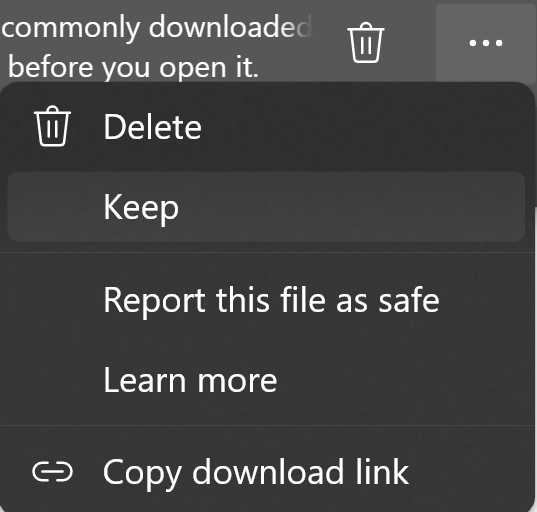 commonly downloaded
before you open it.
Delete
Keep
Report this file as safe
Learn more
Copy download link